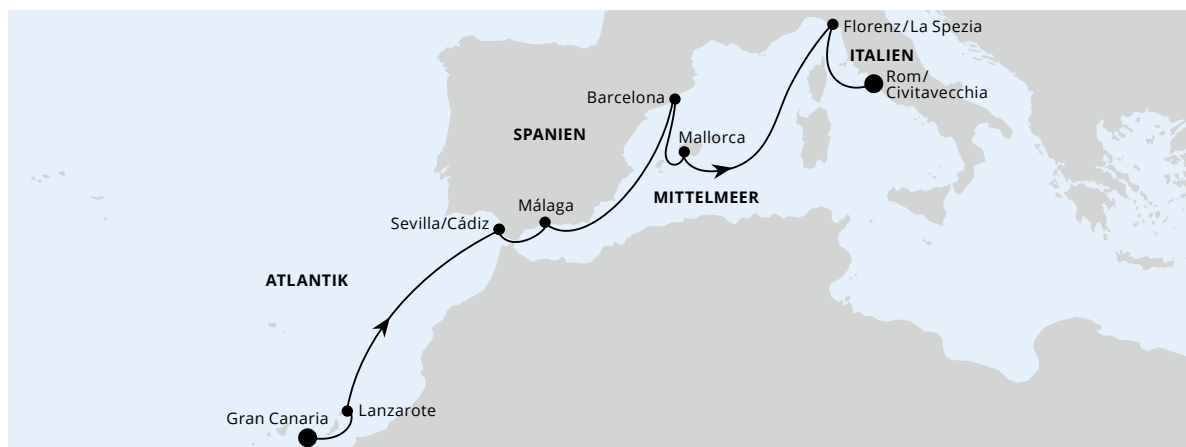 Florenz/La Spezia
ITALIEN
Rom/
Civitavecchia
Barcelona
SPANIEN
Mallorca
MITTELMEER
Málaga
Sevilla/Cádiz
ATLANTIK
Lanzarote
Gran Canaria